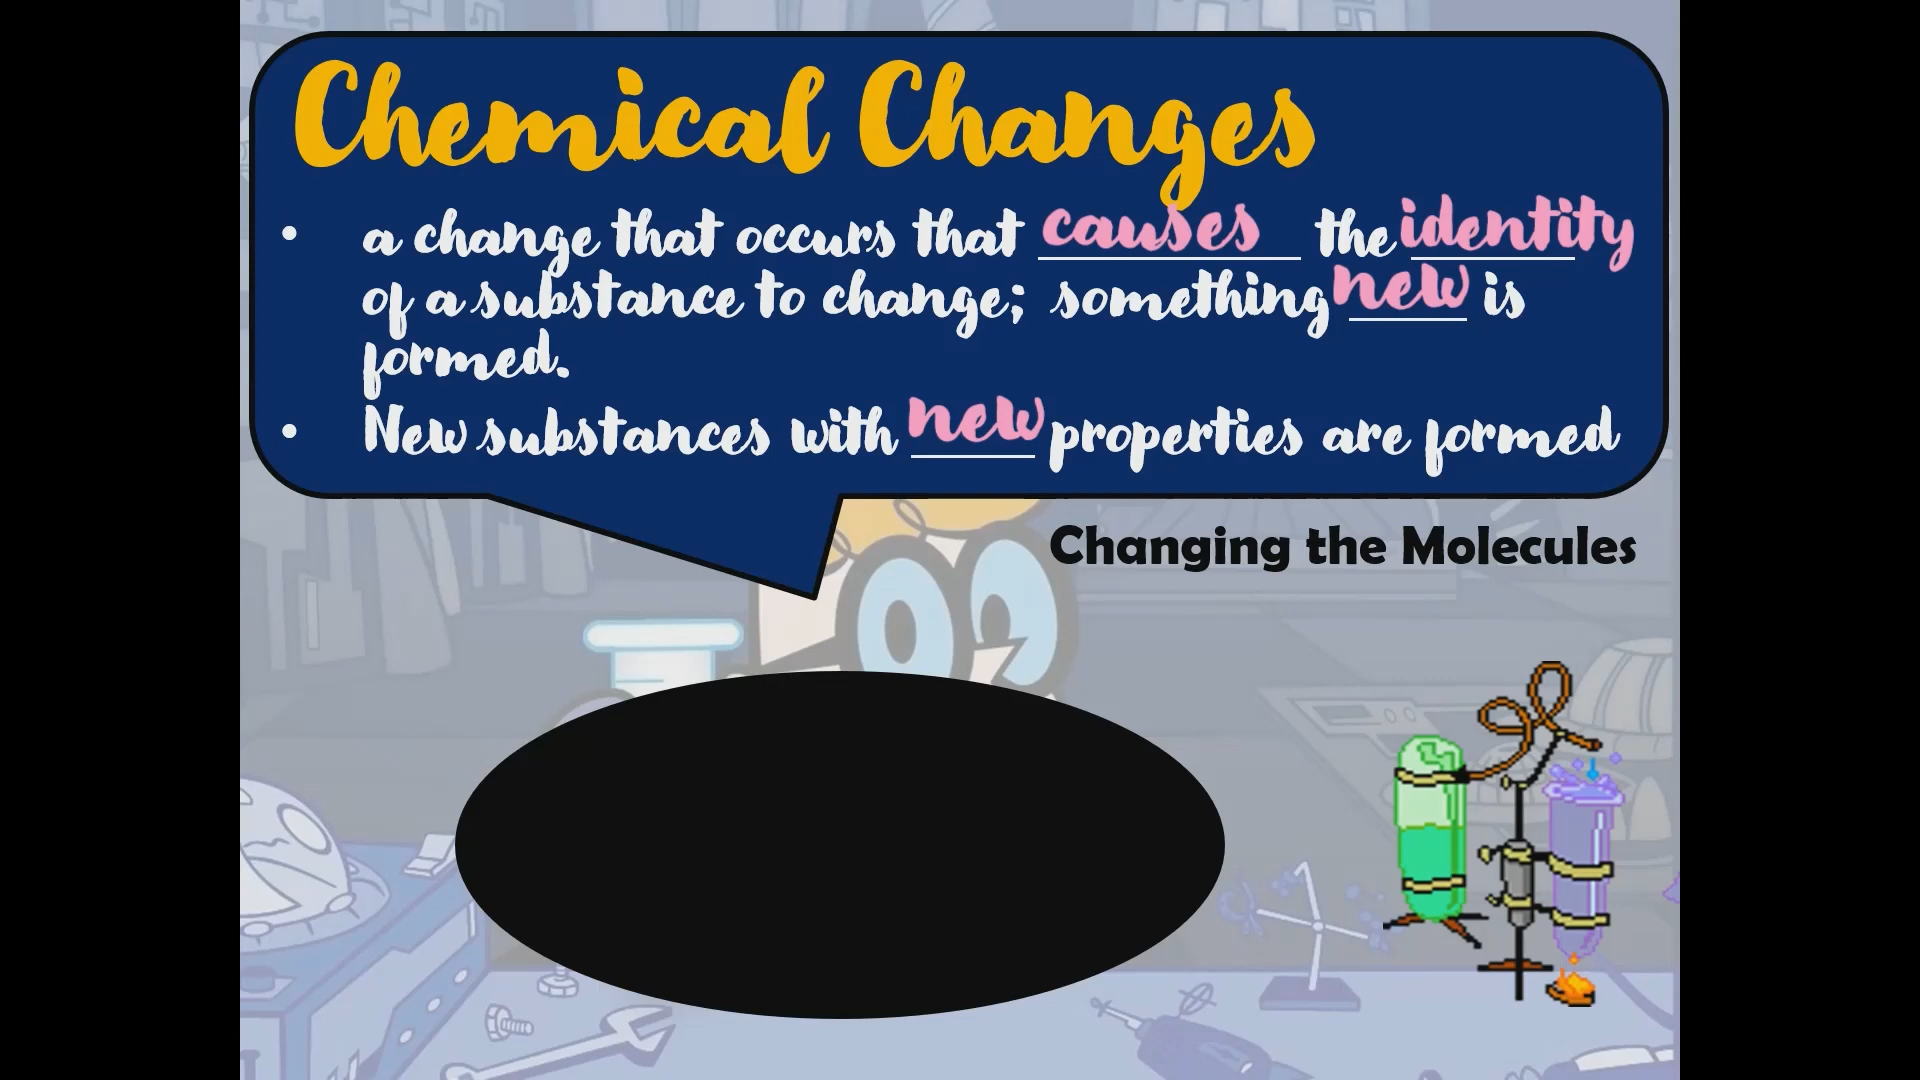 Chemical Changes
• a change that occurs that causes the identity
of a substance to change; something new is
formed.
• New substances with new properties are formed
Changing the Molecules